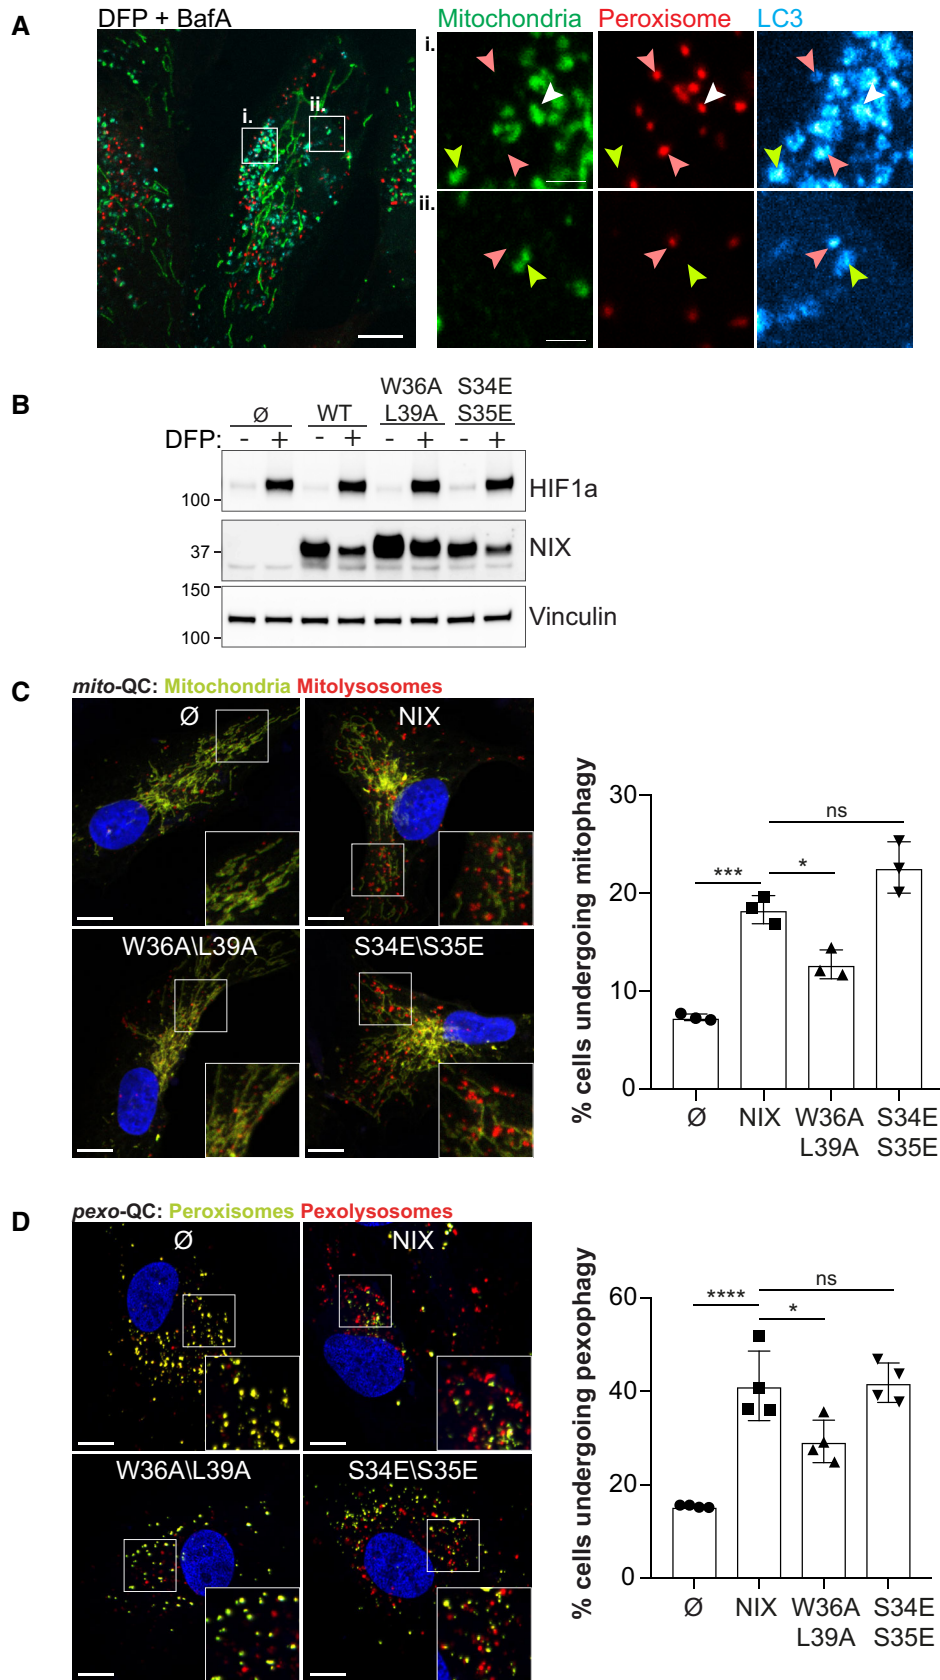 A
DFP + BafA
Mitochondria Peroxisome LC3
i.
ii.
i.
ii.
B
W36A S34E
Ø WT L39A S35E
DFP: - + - + - + - +
100 HIF1a
37 NIX
150
Vinculin
100
C
mito-QC: Mitochondria Mitolysosomes
Ø NIX
W36A\L39A S34E\S35E
% cells undergoing mitophagy
30
20
10
0
*** * ns
Ø NIX W36A S34E
L39A S35E
D
pexo-QC: Peroxisomes Pexolysosomes
Ø NIX
W36A\L39A S34E\S35E
% cells undergoing pexophagy
60
40
20
0
**** * ns
Ø NIX W36A S34E
L39A S35E